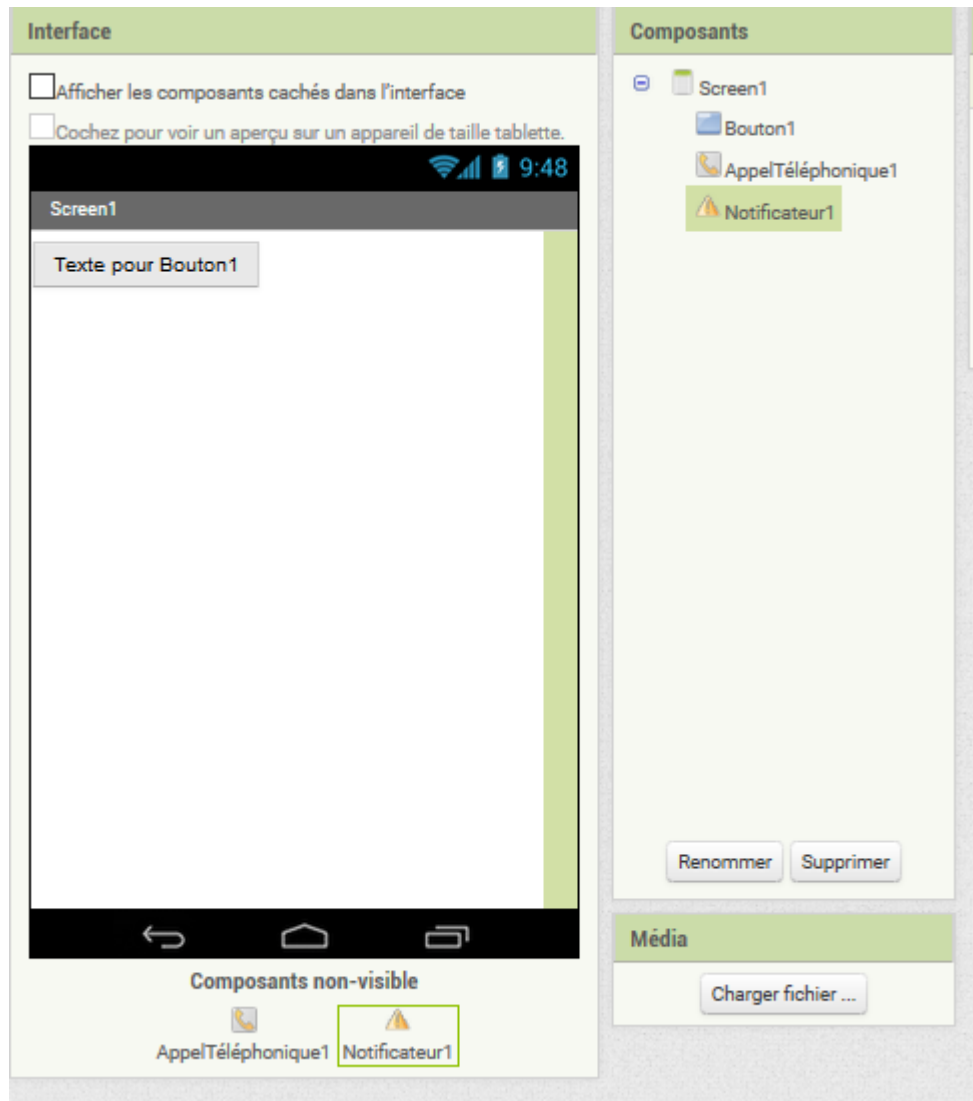 Interface
Afficher les composants cachés dans l'interface
Cochez pour voir un aperçu sur un appareil de taille tablette.
9:48
Screen1
Texte pour Bouton1
Composants non-visible
AppelTéléphonique1
Notificateur1
Composants
Screen1
Bouton1
AppelTéléphonique1
Notificateur1
Renommer
Supprimer
Média
Charger fichier ...